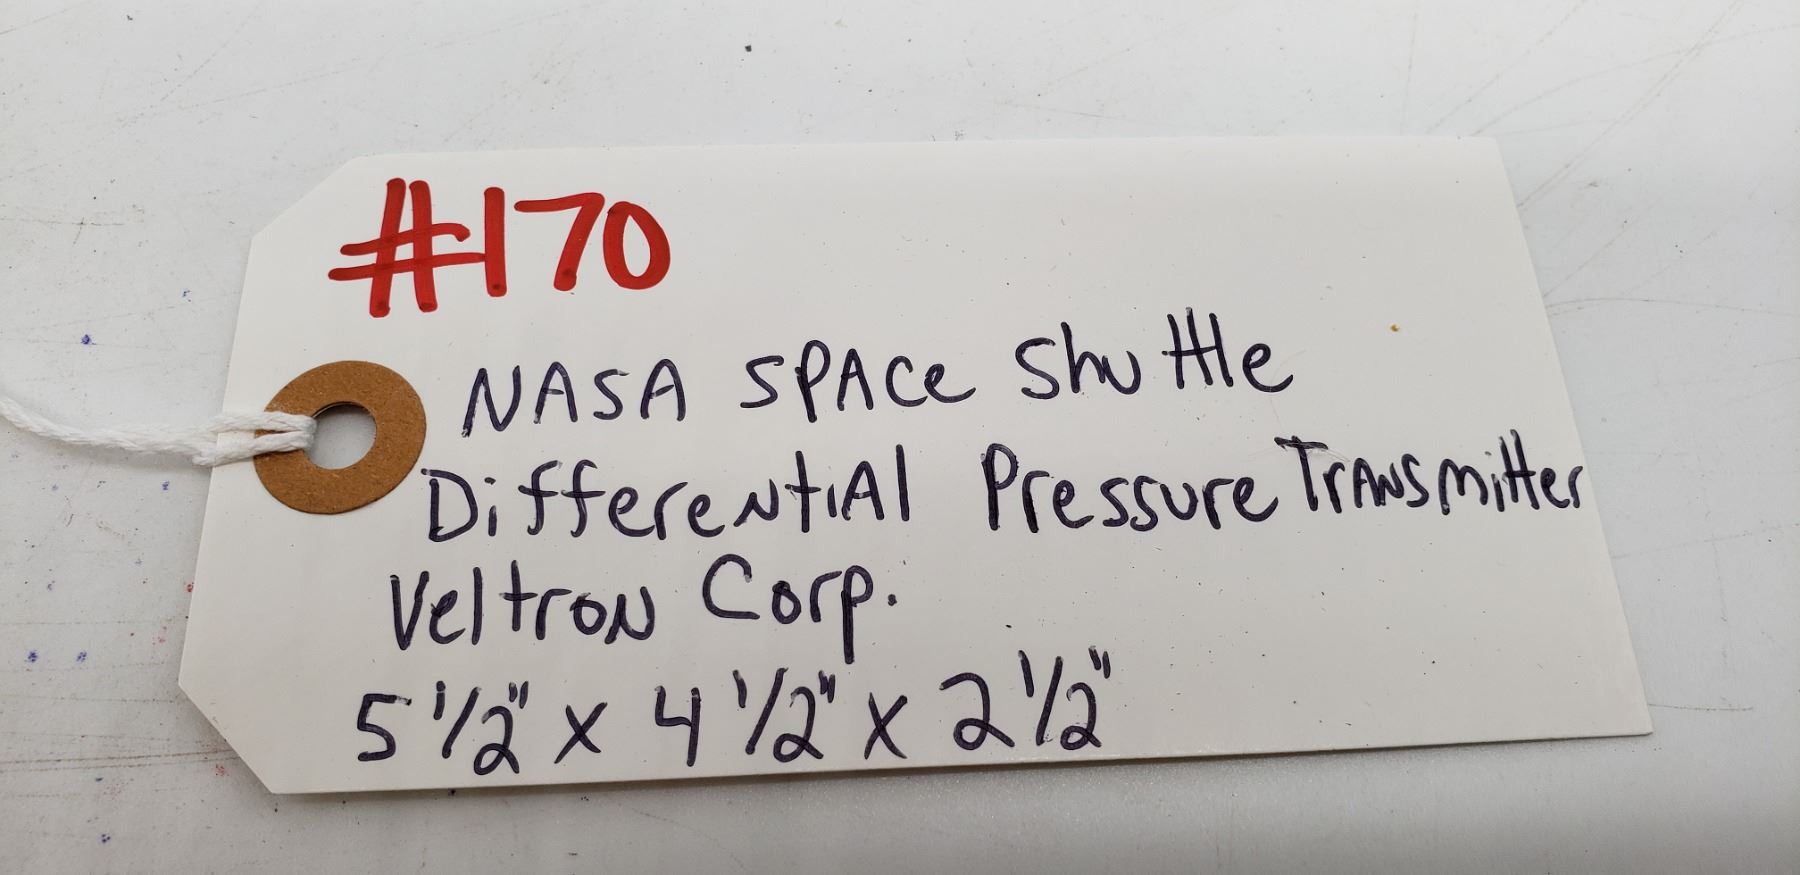 #170
NASA SPACe Shuttle
DifferentiAl Pressure TrANSmitter
Veltron Corp.
5 1/2" x 4 1/2" x 2 1/2"